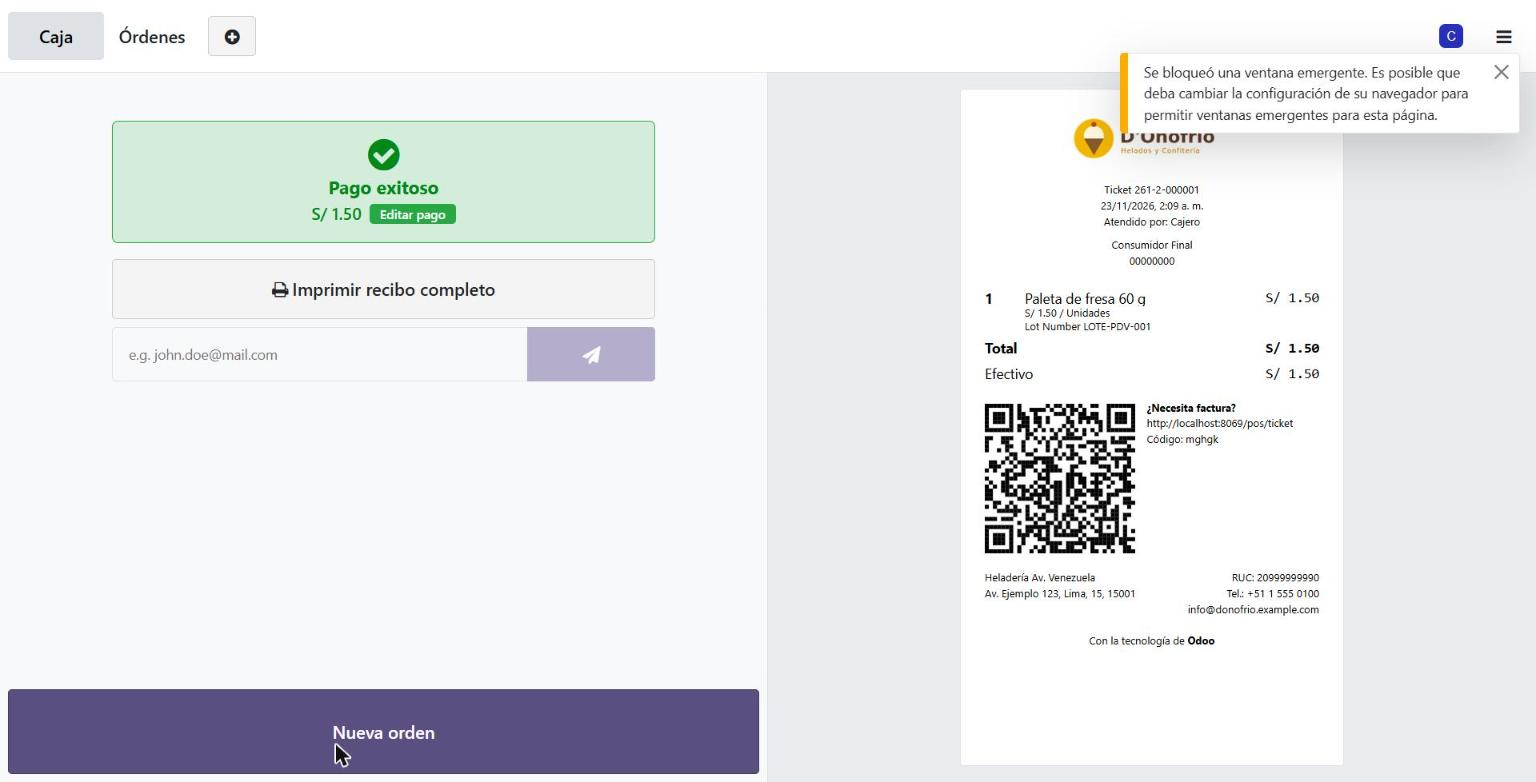 Caja
Órdenes
C
Se bloqueó una ventana emergente. Es posible que
deba cambiar la configuración de su navegador para
permitir ventanas emergentes para esta página.
Pago exitoso
S/ 1.50 Editar pago
Imprimir recibo completo
e.g. john.doe@mail.com
Nueva orden
D'Onofrio
Helados y Confitería
Ticket 261-2-000001
23/11/2026, 2:09 a. m.
Atendido por: Cajero
Consumidor Final
00000000
1 Paleta de fresa 60 g S/ 1.50
S/ 1.50 / Unidades
Lot Number LOTE-PDV-001
Total S/ 1.50
Efectivo S/ 1.50
¿Necesita factura?
http://localhost:8069/pos/ticket
Código: mghgk
Heladería Av. Venezuela RUC: 20999999990
Av. Ejemplo 123, Lima, 15, 15001 Tel.: +51 1 555 0100
info@donofrio.example.com
Con la tecnología de Odoo